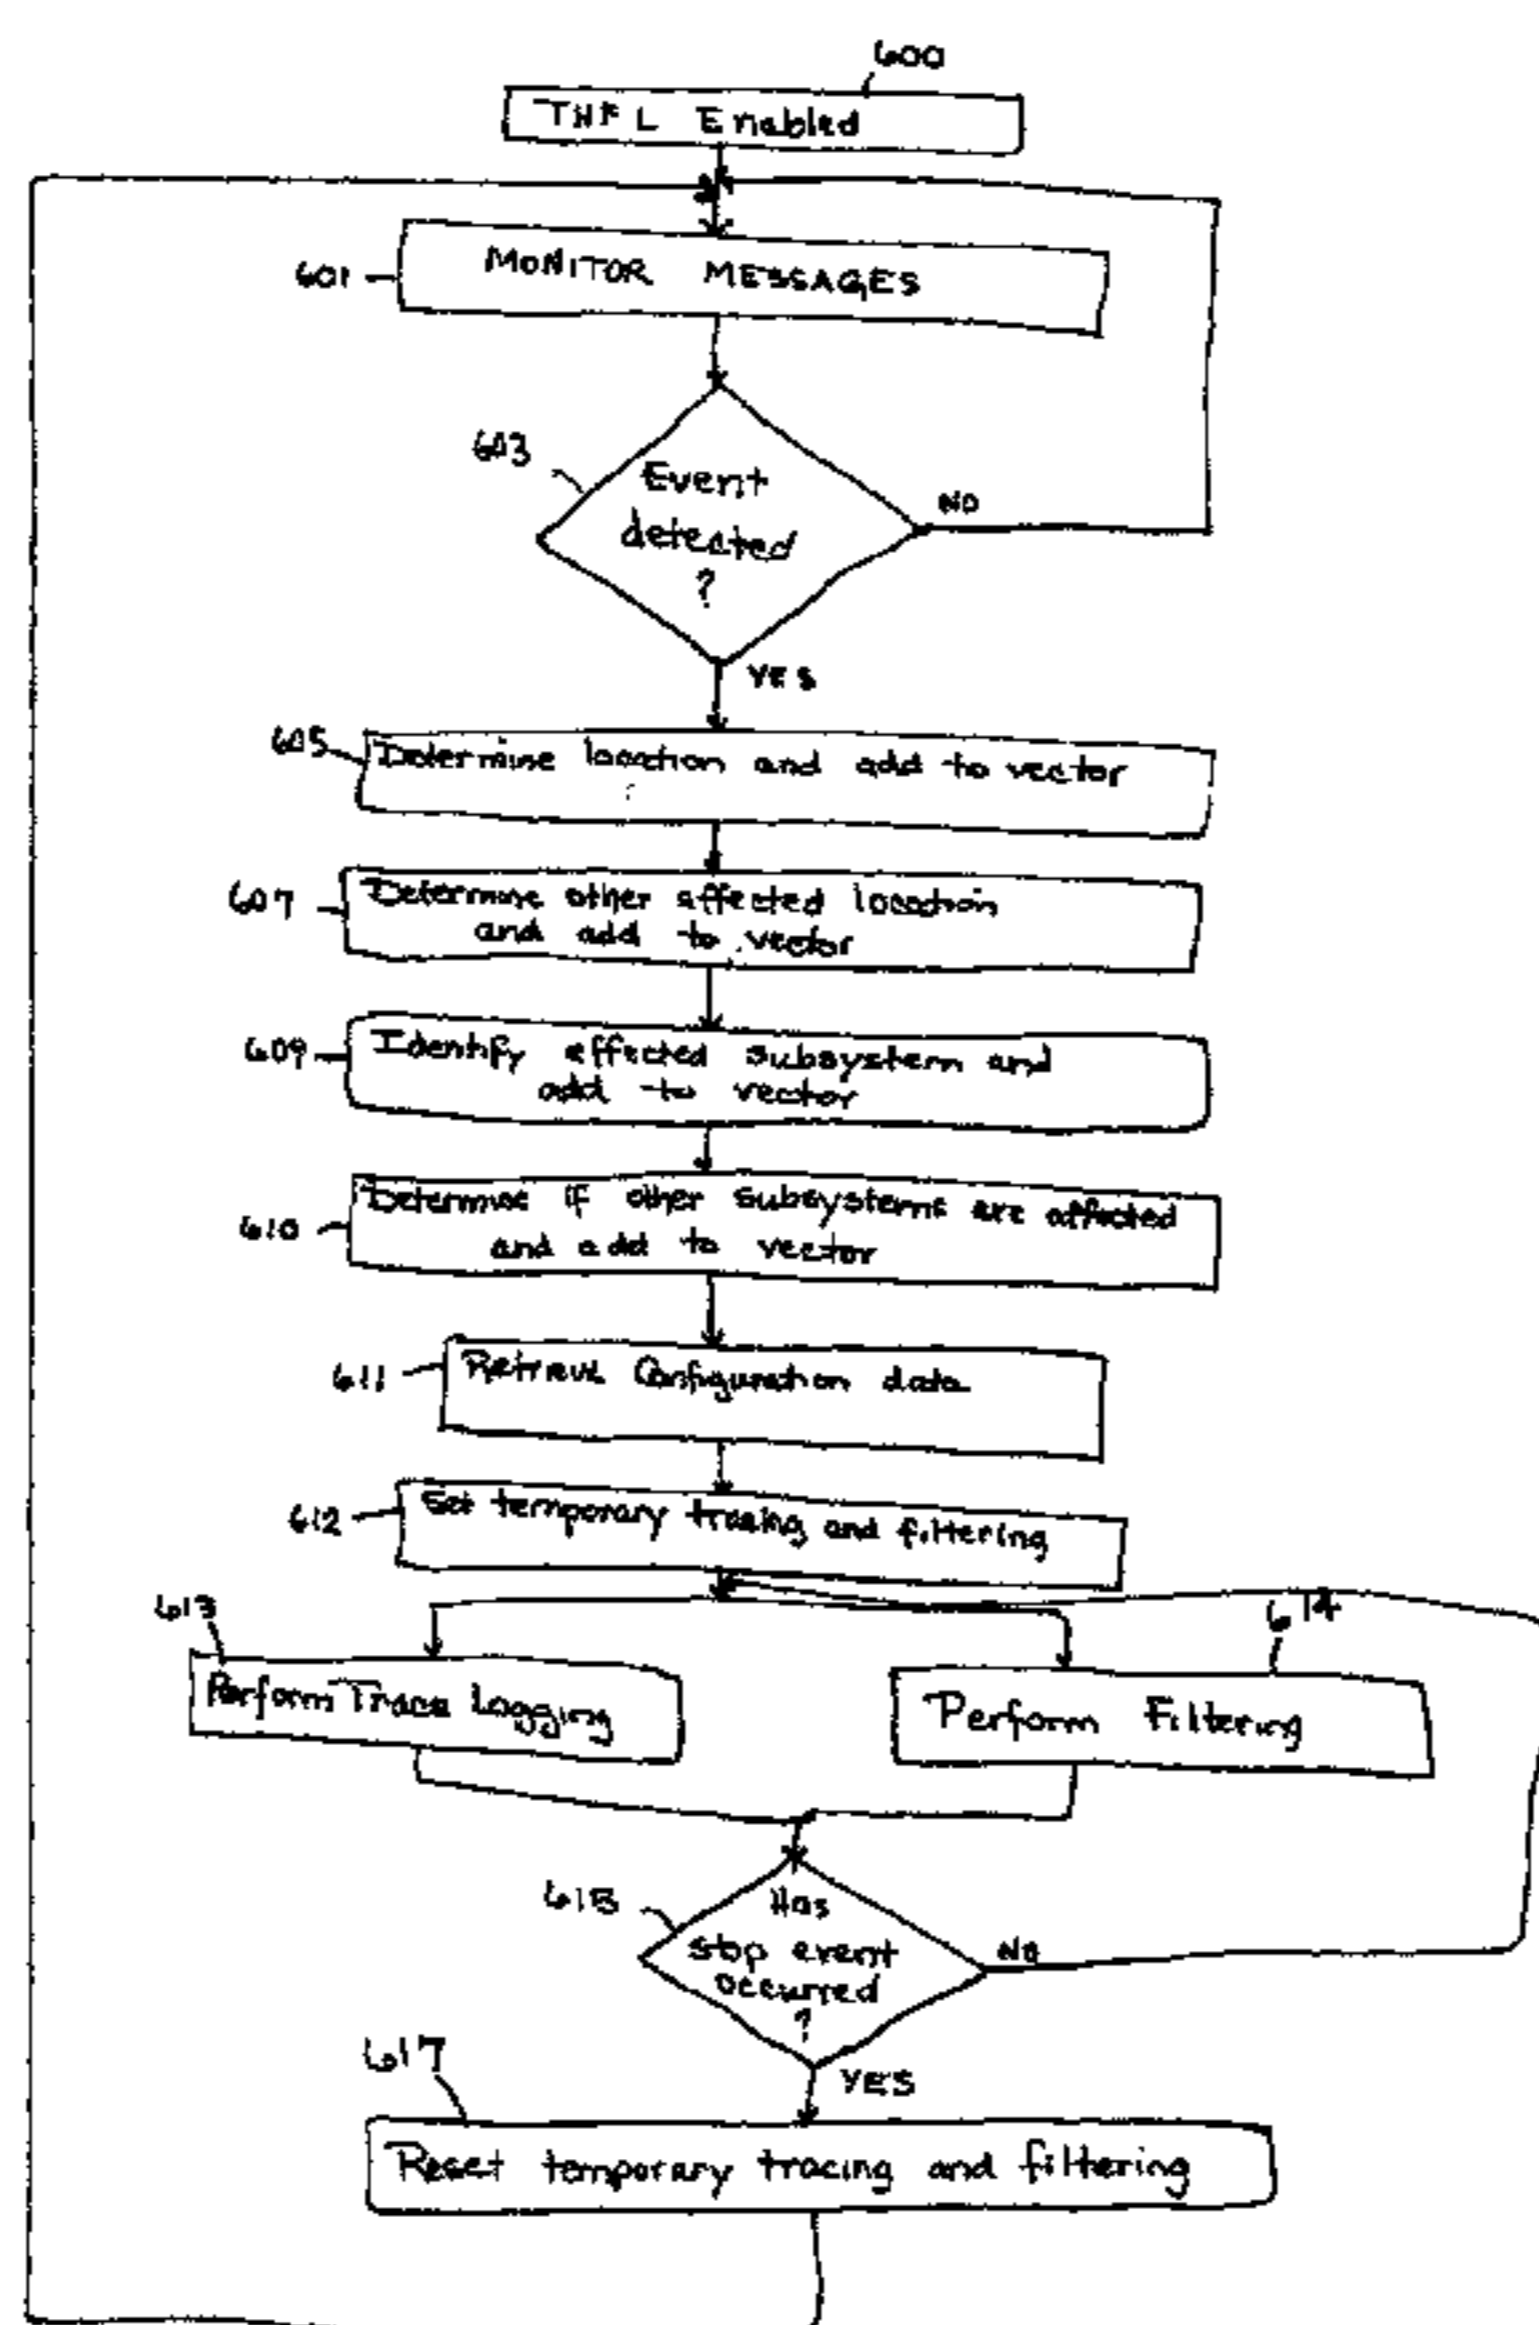 600
TNFL Enabled
601
MONITOR MESSAGES
603
Event
detected
?
NO
YES
605
Determine location and add to vector
607
Determine other affected location
and add to vector
609
Identify affected subsystem and
add to vector
610
Determine if other subsystems are affected
and add to vector
611
Retrieve Configuration data
612
Set temporary tracing and filtering
613
614
Perform Trace Logging
Perform Filtering
615
Has
stop event
occurred
?
NO
YES
617
Reset temporary tracing and filtering